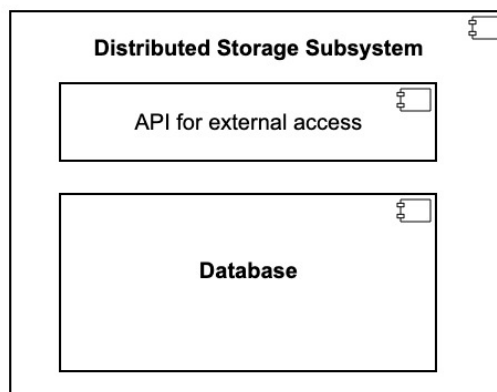 Distributed Storage Subsystem
API for external access
Database